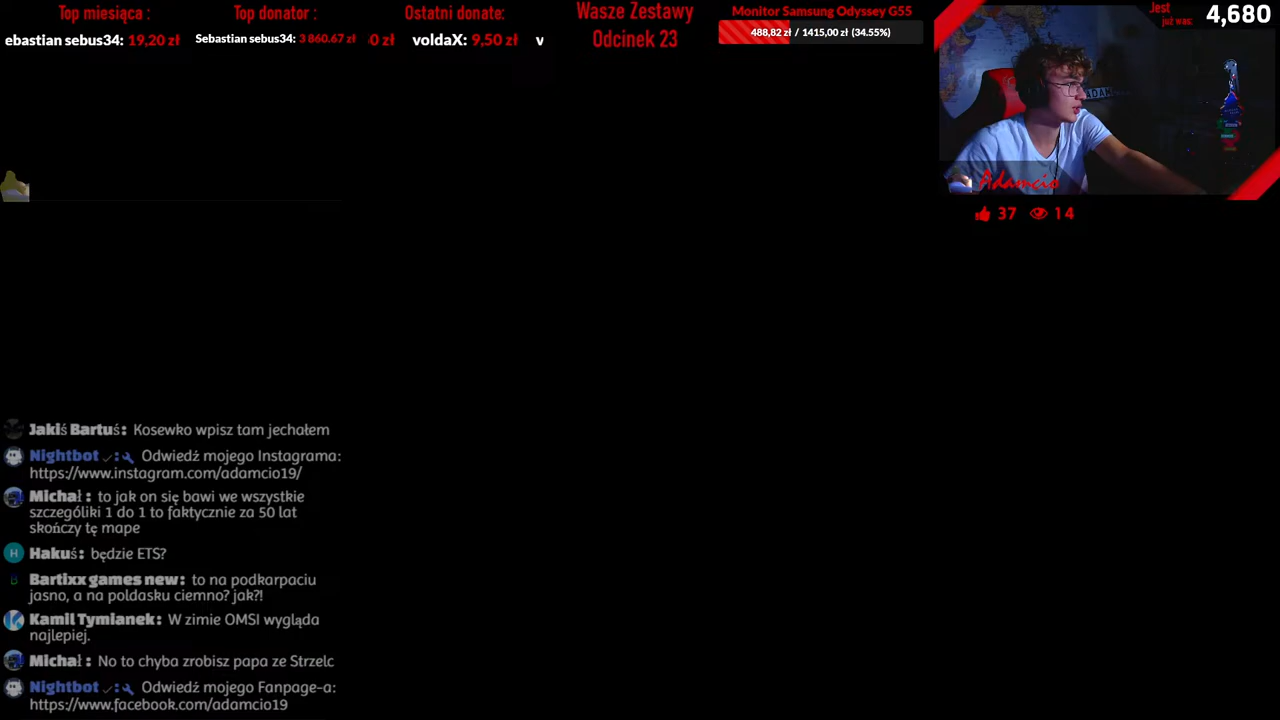 Top miesiąca :
ebastian sebus34: 19,20 zł
Top donator :
Sebastian sebus34: 3 860.67 zł
Ostatni donate:
0 zł voldaX: 9,50 zł v
Wasze Zestawy
Odcinek 23
Monitor Samsung Odyssey G55
488,82 zł / 1415,00 zł (34.55%)
Jest
już was:
4,680
ADAM
Adamcio
37 14
Jakiś Bartuś: Kosewko wpisz tam jechałem
Nightbot : Odwiedź mojego Instagrama:
https://www.instagram.com/adamcio19/
Michał : to jak on się bawi we wszystkie
szczególiki 1 do 1 to faktycznie za 50 lat
skończy tę mape
H Hakuś: będzie ETS?
Bartixx games new: to na podkarpaciu
jasno, a na poldasku ciemno? jak?!
Kamil Tymianek: W zimie OMSI wygląda
najlepiej.
Michał : No to chyba zrobisz papa ze Strzelc
Nightbot : Odwiedź mojego Fanpage-a:
https://www.facebook.com/adamcio19